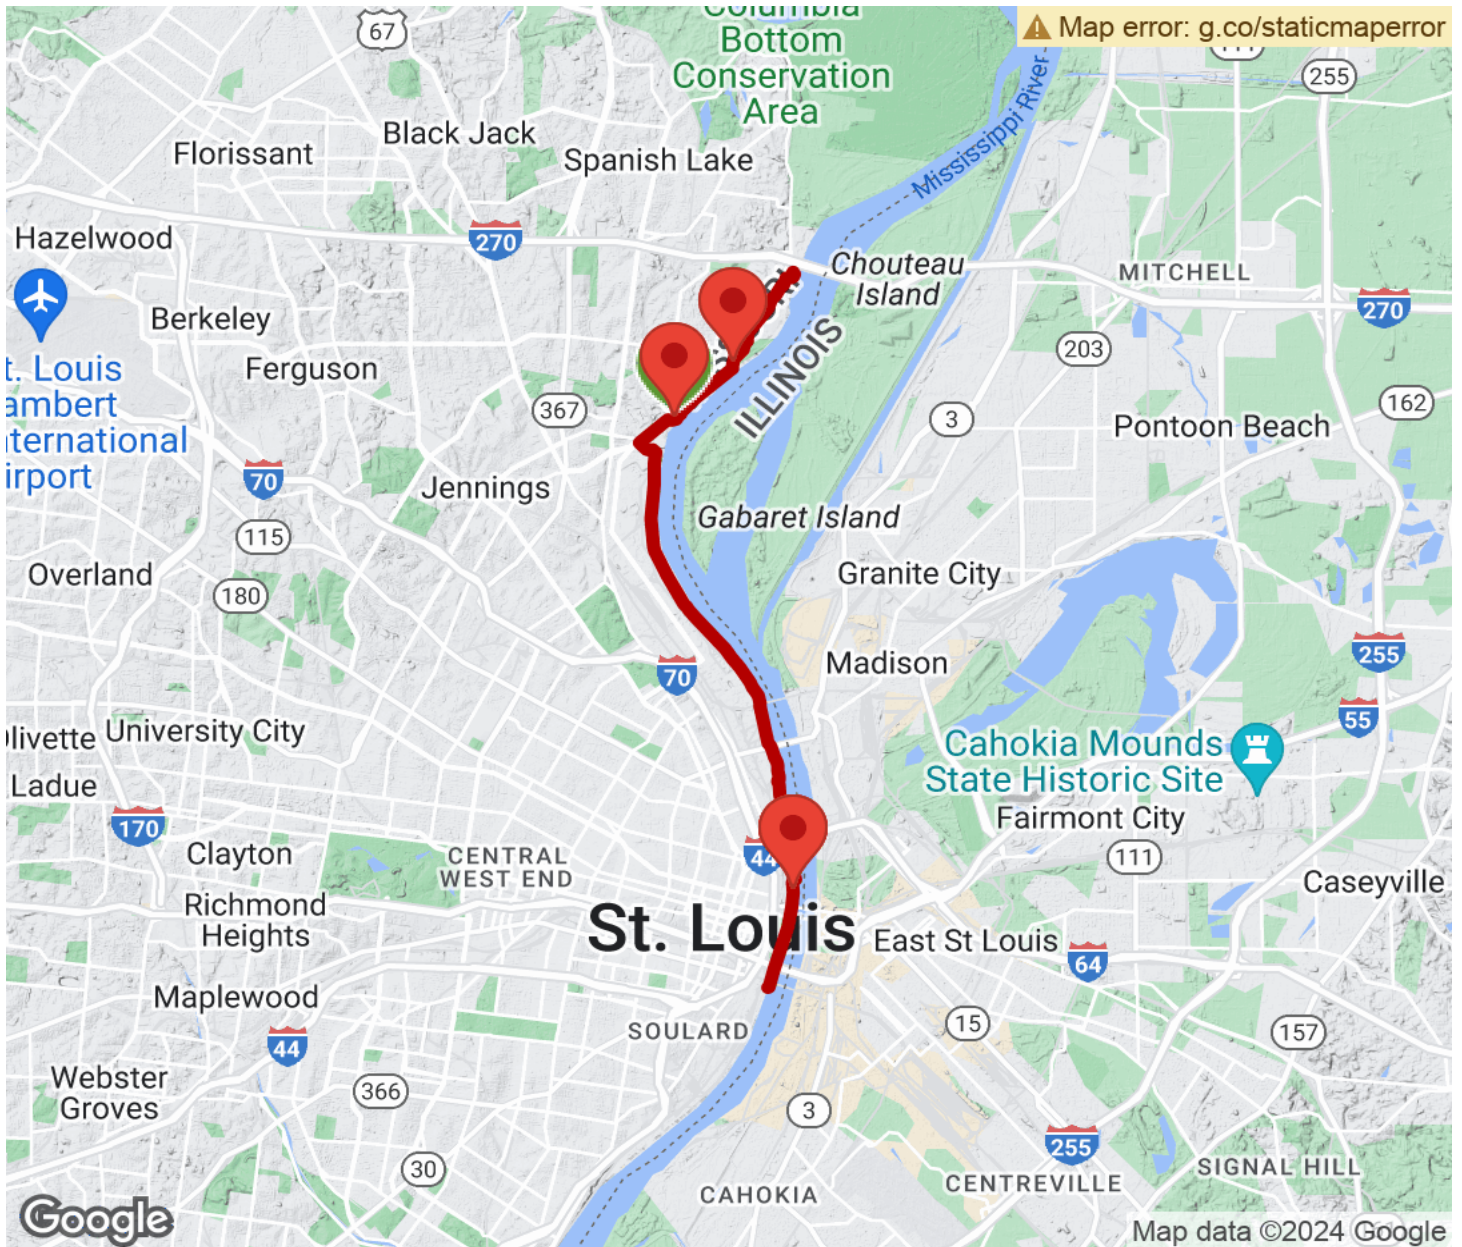 67
Columbia
Bottom
Conservation
Area
Map error: g.co/staticmaperror
111
255
Mississippi River
Black Jack
Florissant
Spanish Lake
Hazelwood
270
Chouteau
Island
MITCHELL
270
Berkeley
ILLINOIS
203
Ferguson
t. Louis
ambert
nternational
irport
367
3
162
Pontoon Beach
70
Jennings
Gabaret Island
115
Overland
180
Granite City
70
Madison
255
55
Olivette
University City
Cahokia Mounds
State Historic Site
Ladue
170
Fairmont City
Clayton
CENTRAL
WEST END
44
111
Caseyville
Richmond
Heights
St. Louis
East St Louis
64
Maplewood
SOULARD
15
157
44
Webster
Groves
366
3
255
30
CAHOKIA
CENTREVILLE
SIGNAL HILL
Google
Map data ©2024 Google